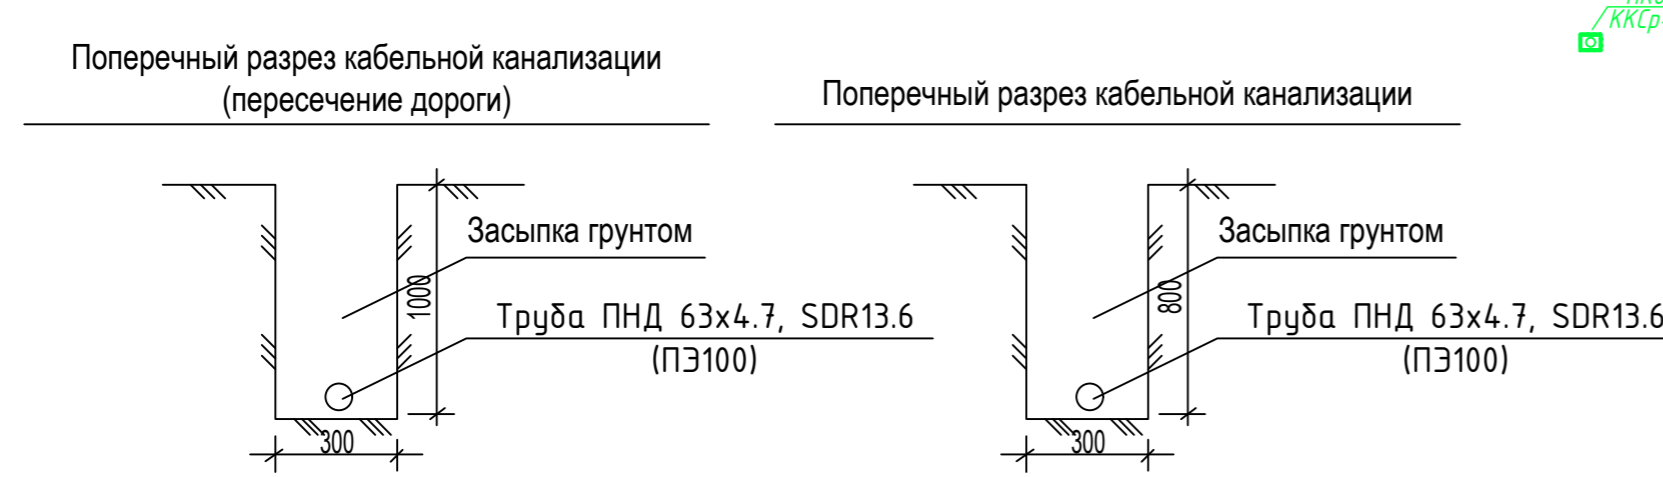 Поперечный разрез кабельной канализации
(пересечение дороги)
Засыпка грунтом
1000
Труба ПНД 63х4.7, SDR13.6
(ПЭ100)
300
Поперечный разрез кабельной канализации
Засыпка грунтом
800
Труба ПНД 63х4.7, SDR13.6
(ПЭ100)
300